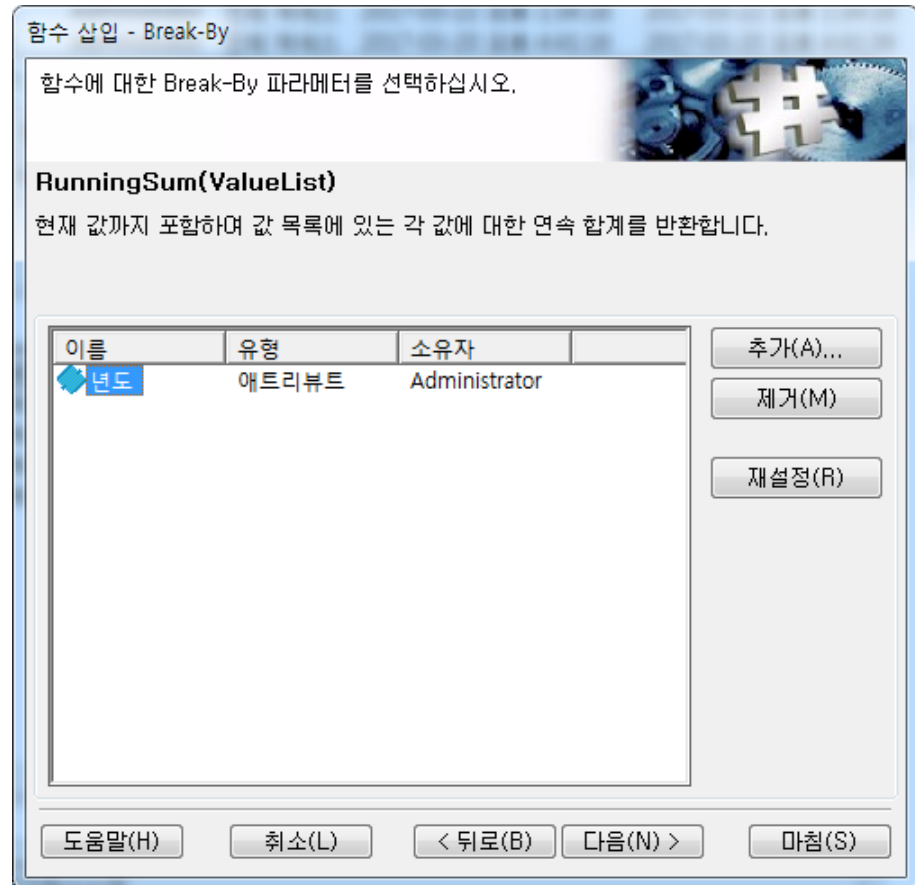 함수 삽입 - Break-By
함수에 대한 Break-By 파라메터를 선택하십시오.
RunningSum(ValueList)
현재 값까지 포함하며 값 목록에 있는 각 값에 대한 연속 합계를 반환합니다.
이름 유형 소유자
년도 애트리뷰트 Administrator
추가(A)...
제거(M)
재설정(R)
도움말(H) 취소(L) < 뒤로(B) 다음(N) > 마침(S)